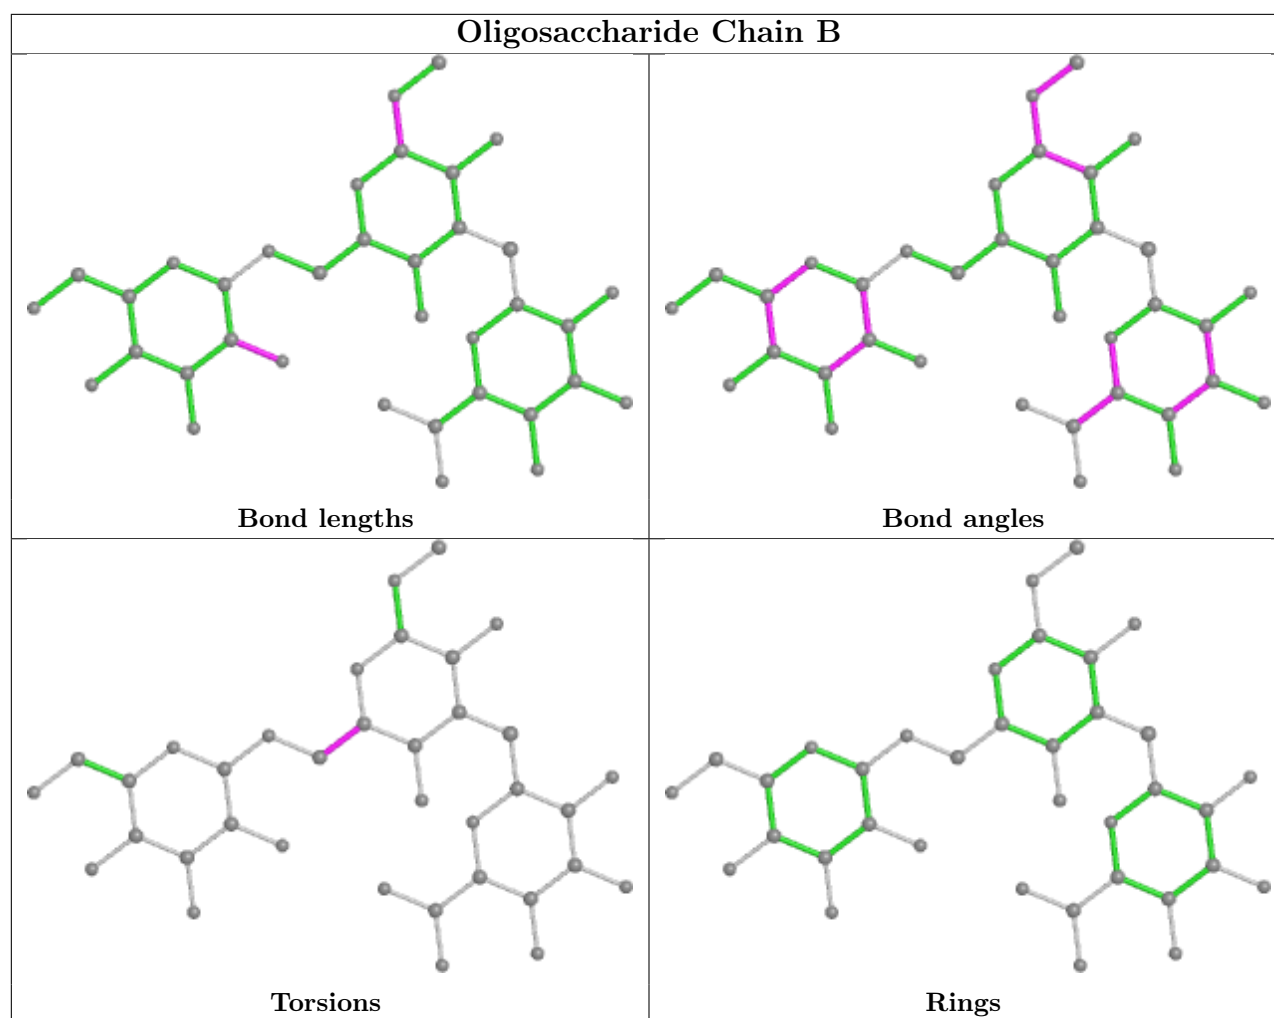 Oligosaccharide Chain B
Bond lengths
Bond angles
Torsions
Rings